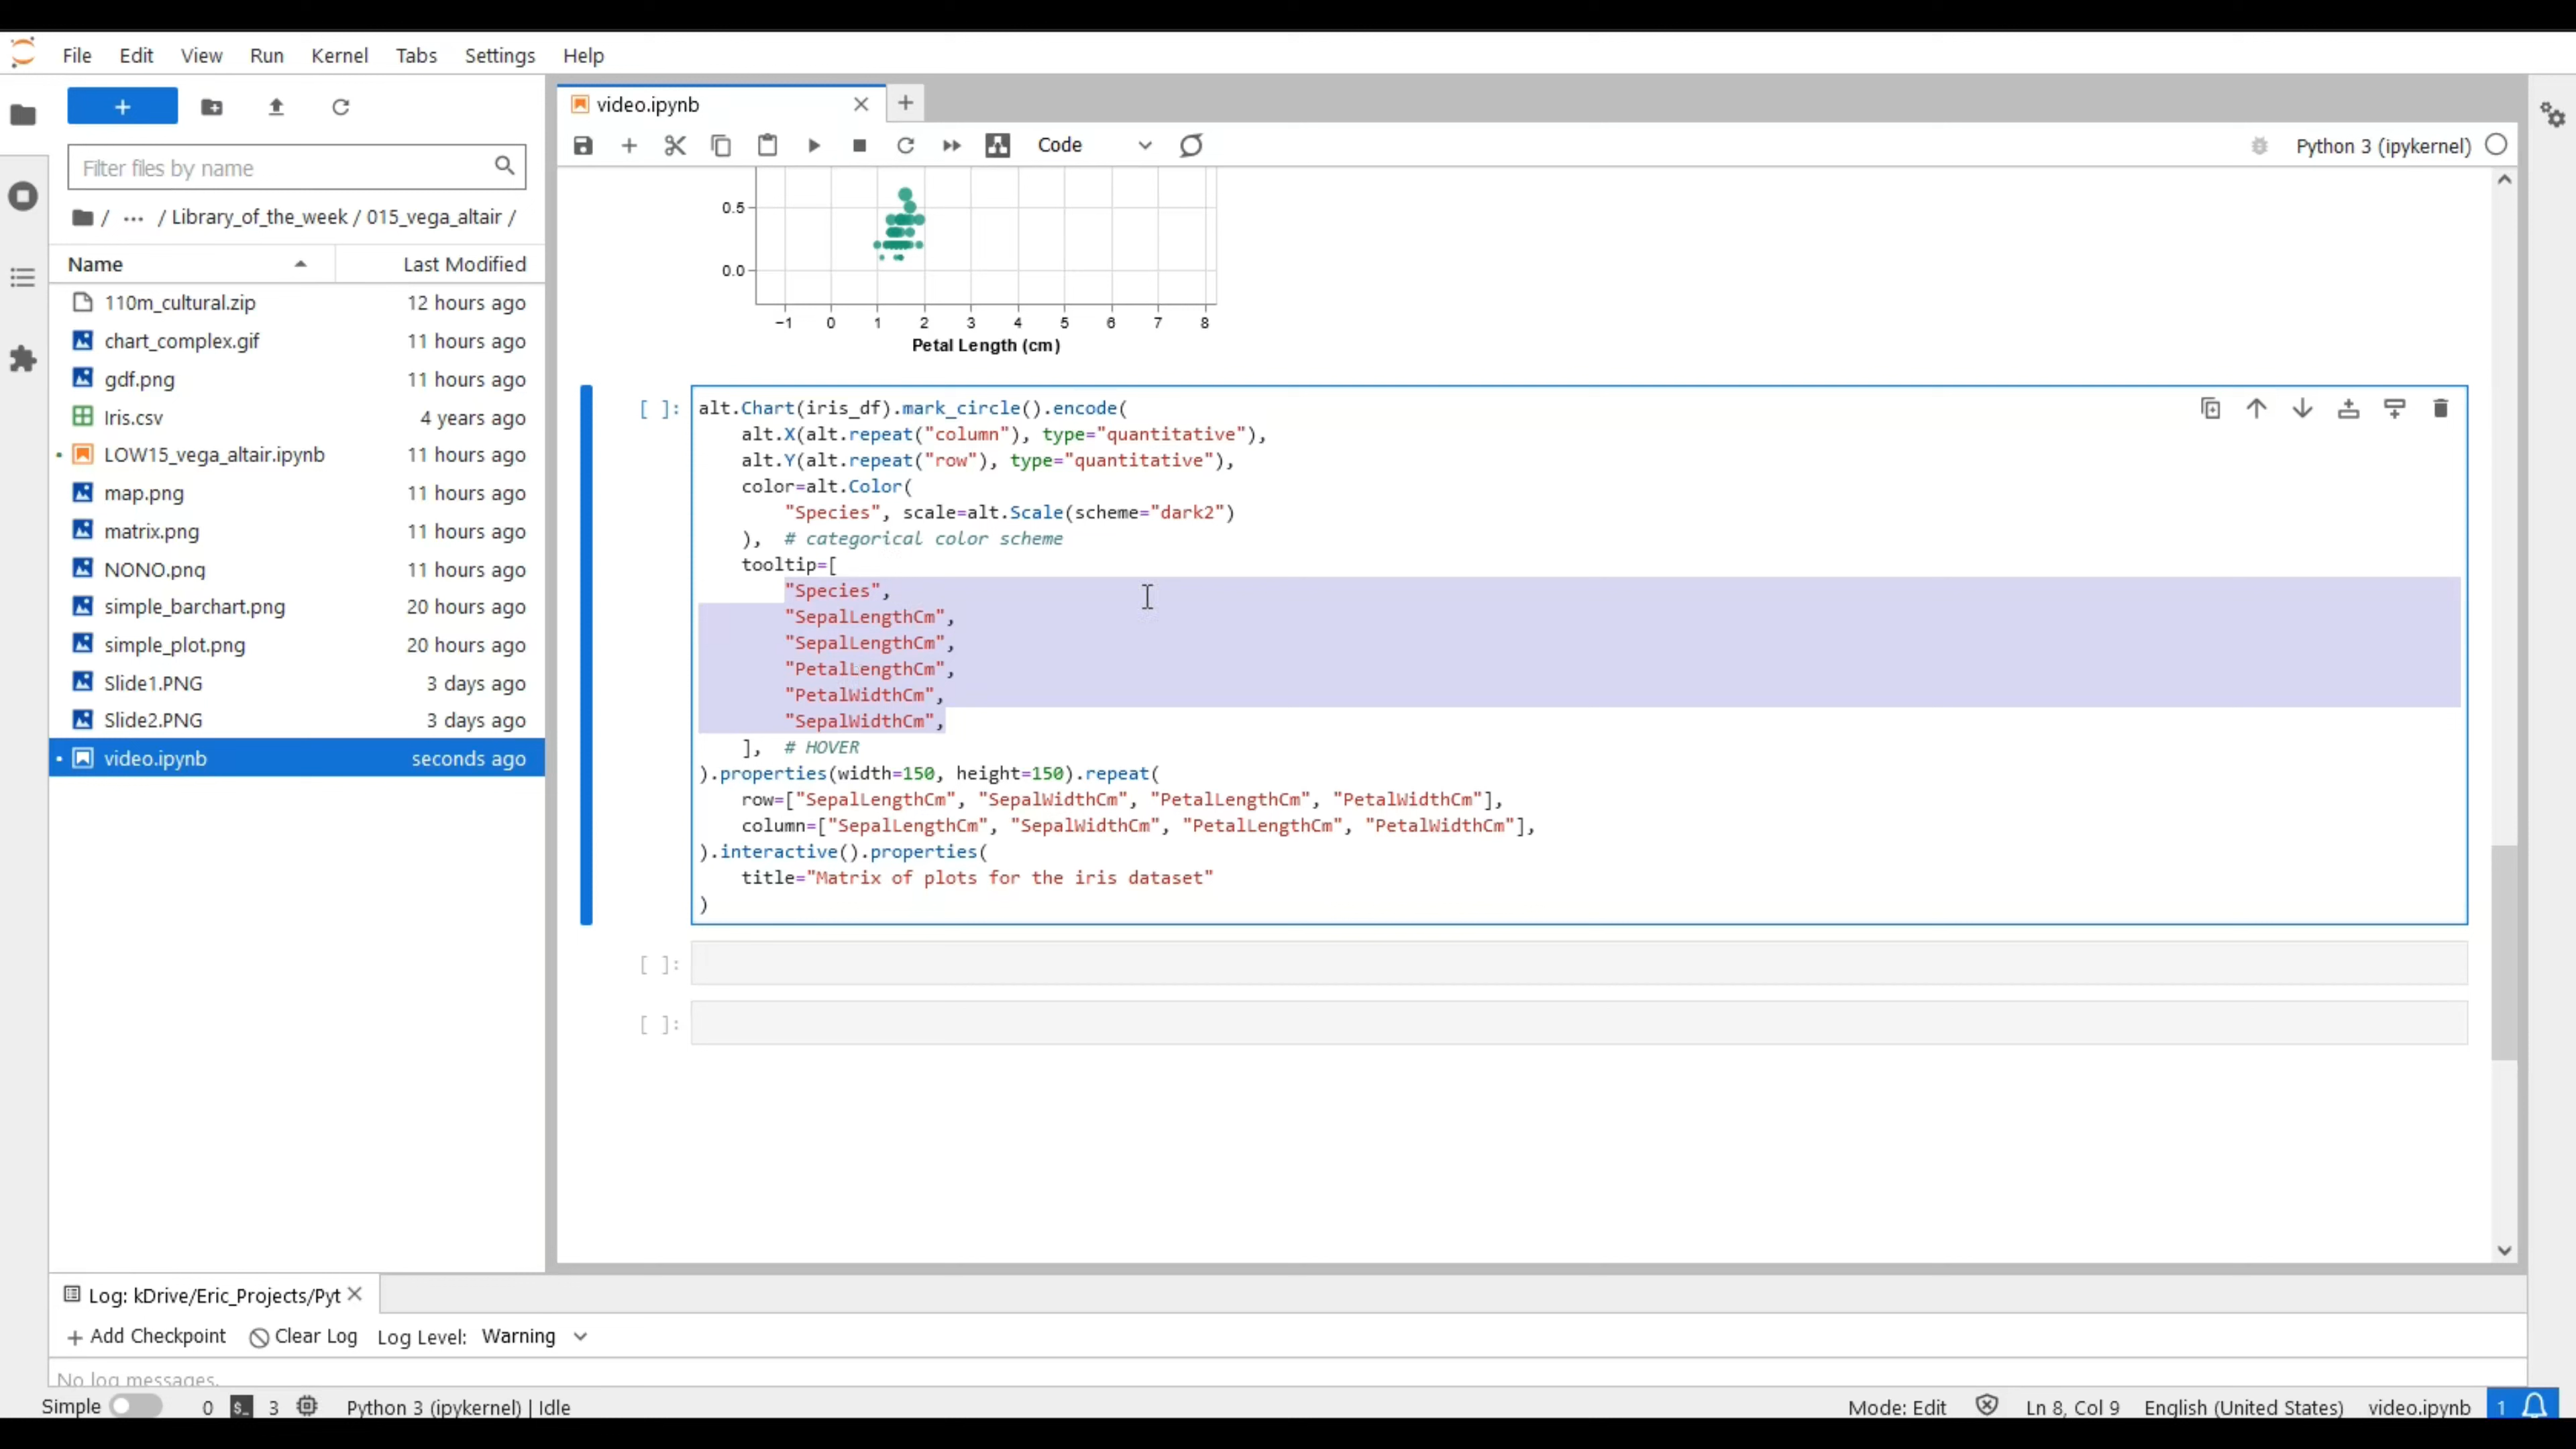 File Edit View Run Kernel Tabs Settings Help
+
Filter files by name
/ ··· / Library_of_the_week / 015_vega_altair /
Name Last Modified
110m_cultural.zip 12 hours ago
chart_complex.gif 11 hours ago
gdf.png 11 hours ago
Iris.csv 4 years ago
LOW15_vega_altair.ipynb 11 hours ago
map.png 11 hours ago
matrix.png 11 hours ago
NONO.png 11 hours ago
simple_barchart.png 20 hours ago
simple_plot.png 20 hours ago
Slide1.PNG 3 days ago
Slide2.PNG 3 days ago
video.ipynb seconds ago
video.ipynb
Code Python 3 (ipykernel)
0.5
0.0
−1 0 1 2 3 4 5 6 7 8
Petal Length (cm)
[ ]: alt.Chart(iris_df).mark_circle().encode(
alt.X(alt.repeat("column"), type="quantitative"),
alt.Y(alt.repeat("row"), type="quantitative"),
color=alt.Color(
"Species", scale=alt.Scale(scheme="dark2")
), # categorical color scheme
tooltip=[
"Species",
"SepalLengthCm",
"SepalLengthCm",
"PetalLengthCm",
"PetalWidthCm",
"SepalWidthCm",
], # HOVER
).properties(width=150, height=150).repeat(
row=["SepalLengthCm", "SepalWidthCm", "PetalLengthCm", "PetalWidthCm"],
column=["SepalLengthCm", "SepalWidthCm", "PetalLengthCm", "PetalWidthCm"],
).interactive().properties(
title="Matrix of plots for the iris dataset"
)
[ ]:
[ ]:
Log: kDrive/Eric_Projects/Pyt
+ Add Checkpoint Clear Log Log Level: Warning
No log messages.
Simple 0 $_ 3 Python 3 (ipykernel) | Idle Mode: Edit Ln 8, Col 9 English (United States) video.ipynb 1